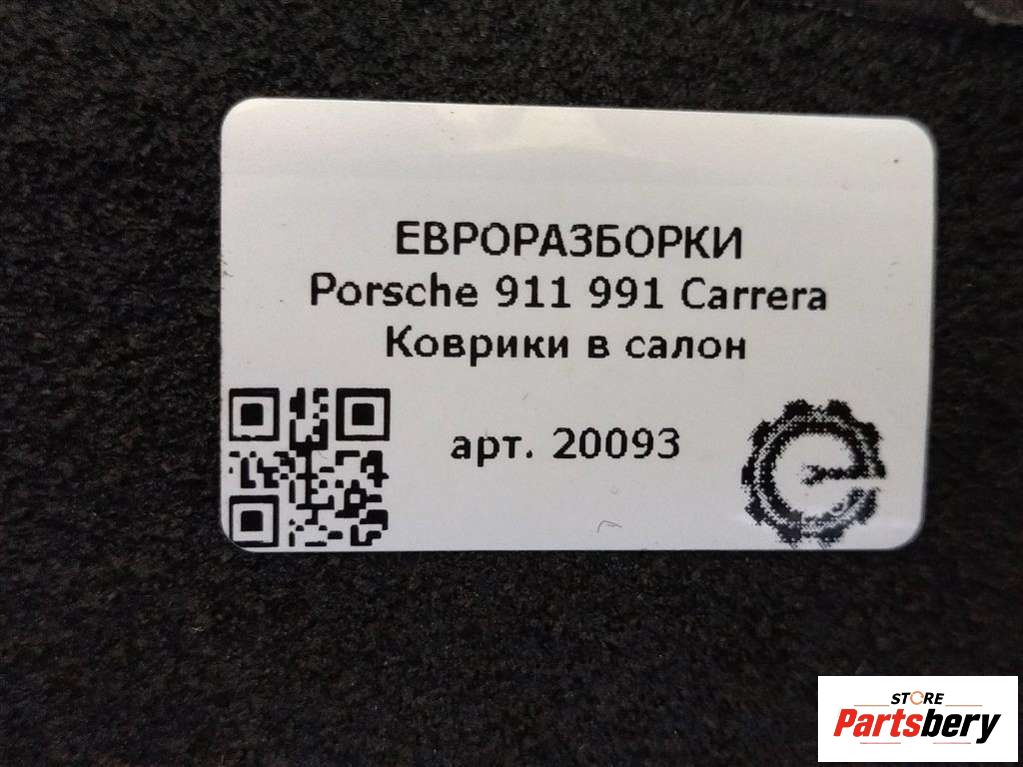 ЕВРОРАЗБОРКИ
Porsche 911 991 Carrera
Коврики в салон
арт. 20093
STORE
Partsbery